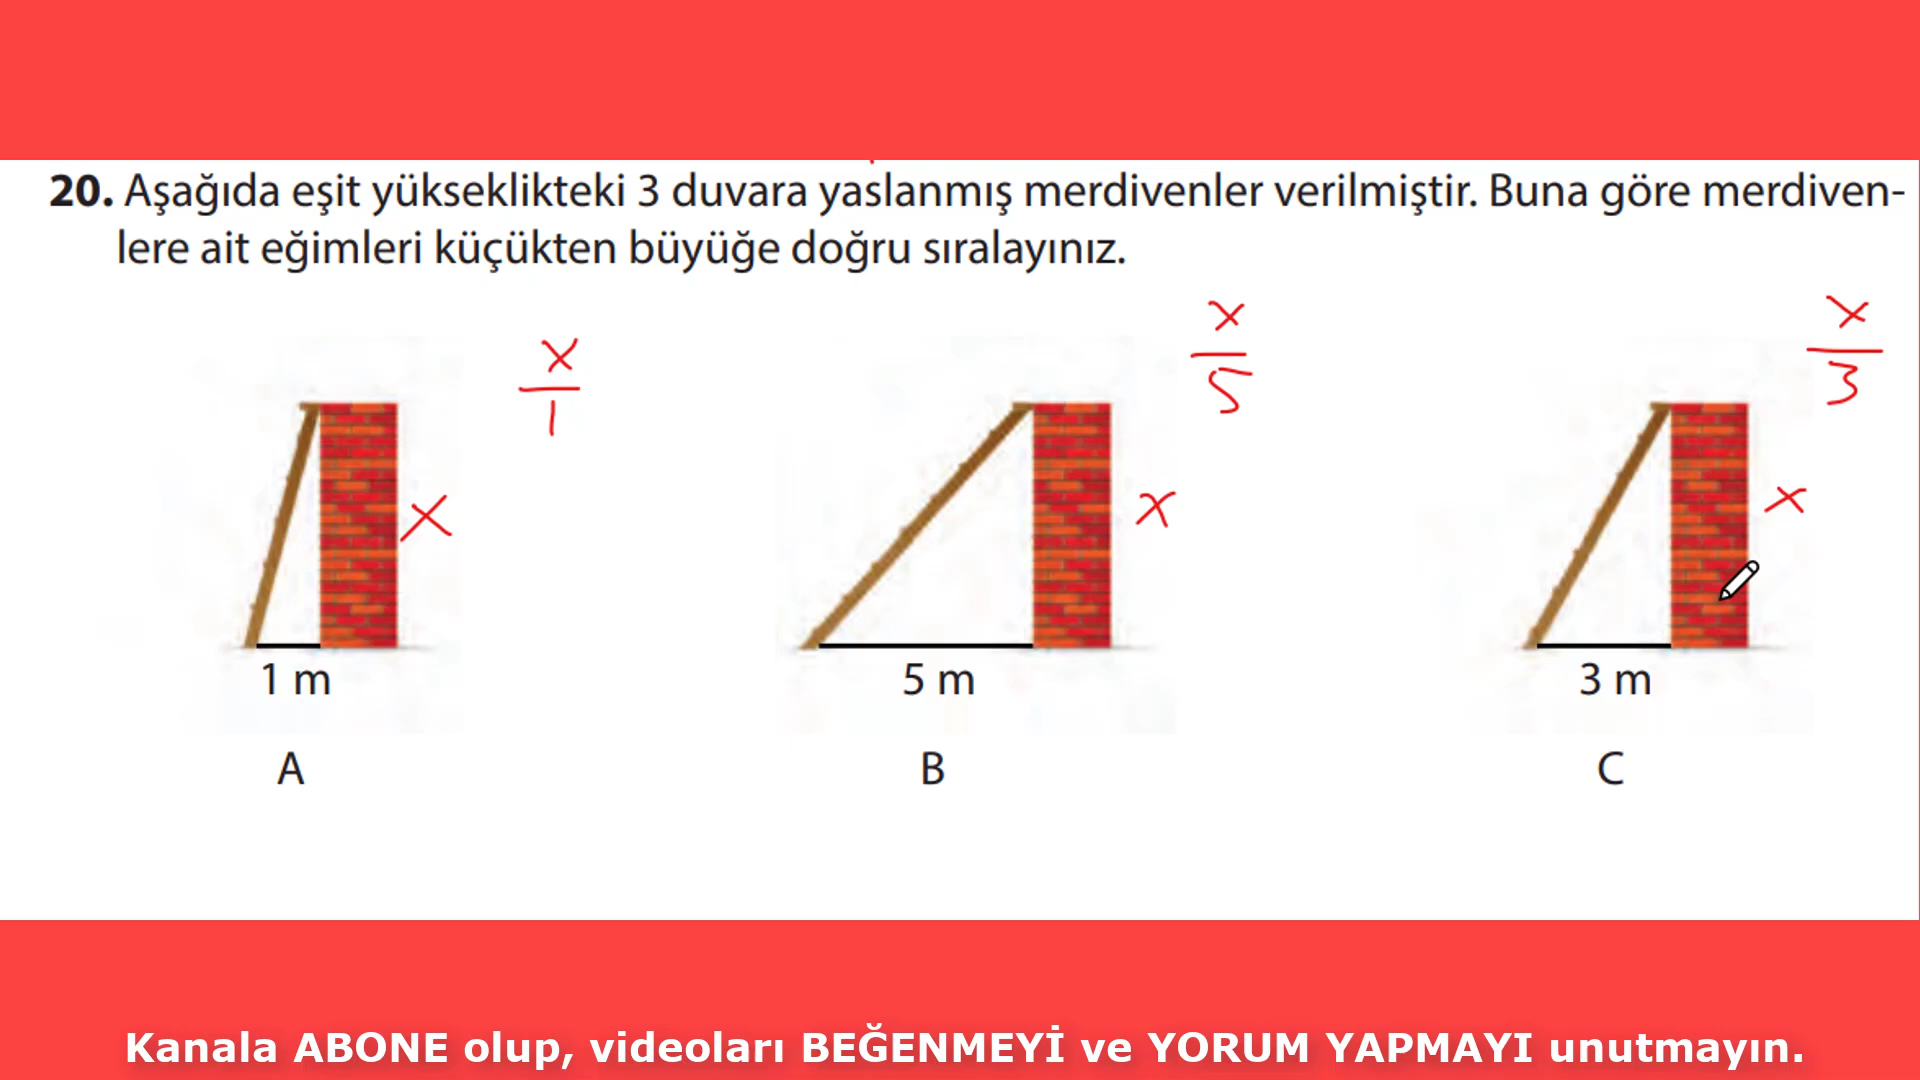 20. Aşağıda eşit yükseklikteki 3 duvara yaslanmış merdivenler verilmiştir. Buna göre merdiven-
lere ait eğimleri küçükten büyüğe doğru sıralayınız.
x/1
x/5
x/3
x
x
x
1 m
5 m
3 m
A
B
C
Kanala ABONE olup, videoları BEĞENMEYİ ve YORUM YAPMAYI unutmayın.